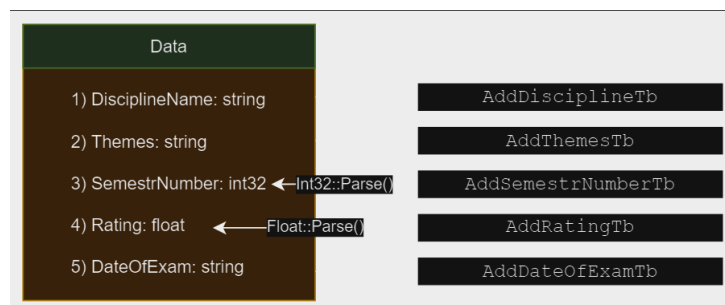 Data
1) DisciplineName: string
2) Themes: string
3) SemestrNumber: int32
Int32::Parse()
4) Rating: float
Float::Parse()
5) DateOfExam: string
AddDisciplineTb
AddThemesTb
AddSemestrNumberTb
AddRatingTb
AddDateOfExamTb